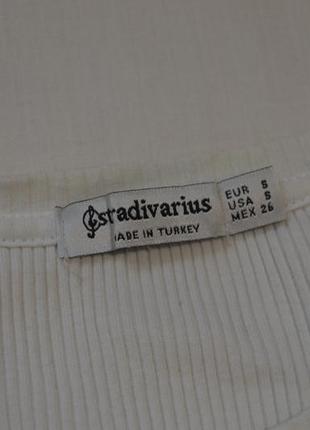 stradivarius
MADE IN TURKEY
EUR S
USA S
MEX 26